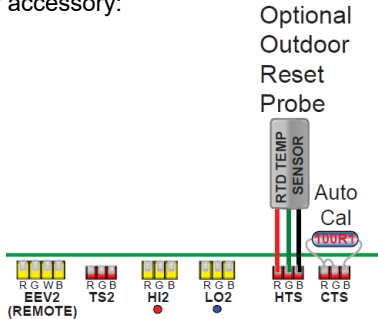 accessory:
Optional
Outdoor
Reset
Probe
RTD TEMP
SENSOR
Auto
Cal
100R1
R G W B
R G B
R G B
R G B
R G B
R G B
EEV2
TS2
HI2
LO2
HTS
CTS
(REMOTE)